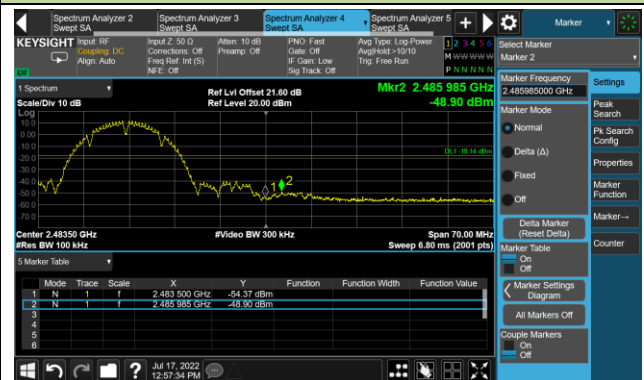 Spectrum Analyzer 2
Swept SA
Spectrum Analyzer 3
Swept SA
Spectrum Analyzer 4
Swept SA
Spectrum Analyzer 5
Swept SA
Marker
KEYSIGHT
Input: RF
Coupling: DC
Align: Auto
Input Z: 50 Ω
Corrections: Off
Freq Ref: Int (S)
NFE: Off
Atten: 10 dB
Preamp: Off
PNO: Fast
Gate: Off
IF Gain: Low
Sig Track: Off
Avg Type: Log-Power
Avg|Hold:>10/10
Trig: Free Run
1 2 3 4 5 6
M W W W W W
P N N N N N
Select Marker
Marker 2
1 Spectrum
Scale/Div 10 dB
Ref Lvl Offset 21.60 dB
Ref Level 20.00 dBm
Mkr2 2.485 985 GHz
-48.90 dBm
Log
10.0
0.00
-10.0
-20.0
-30.0
-40.0
-50.0
-60.0
-70.0
DL1 -18.14 dBm
1
2
Center 2.48350 GHz
#Res BW 100 kHz
#Video BW 300 kHz
Span 70.00 MHz
Sweep 6.80 ms (2001 pts)
5 Marker Table
Mode Trace Scale X Y Function Function Width Function Value
1 N 1 f 2.483 500 GHz -54.37 dBm
2 N 1 f 2.485 985 GHz -48.90 dBm
3
4
5
6
Marker Frequency
2.485985000 GHz
Marker Mode
Normal
Delta (Δ)
Fixed
Off
Delta Marker
(Reset Delta)
Marker Table
On
Off
Marker Settings
Diagram
All Markers Off
Couple Markers
On
Off
Settings
Peak
Search
Pk Search
Config
Properties
Marker
Function
Marker→
Counter
?
Jul 17, 2022
12:57:34 PM